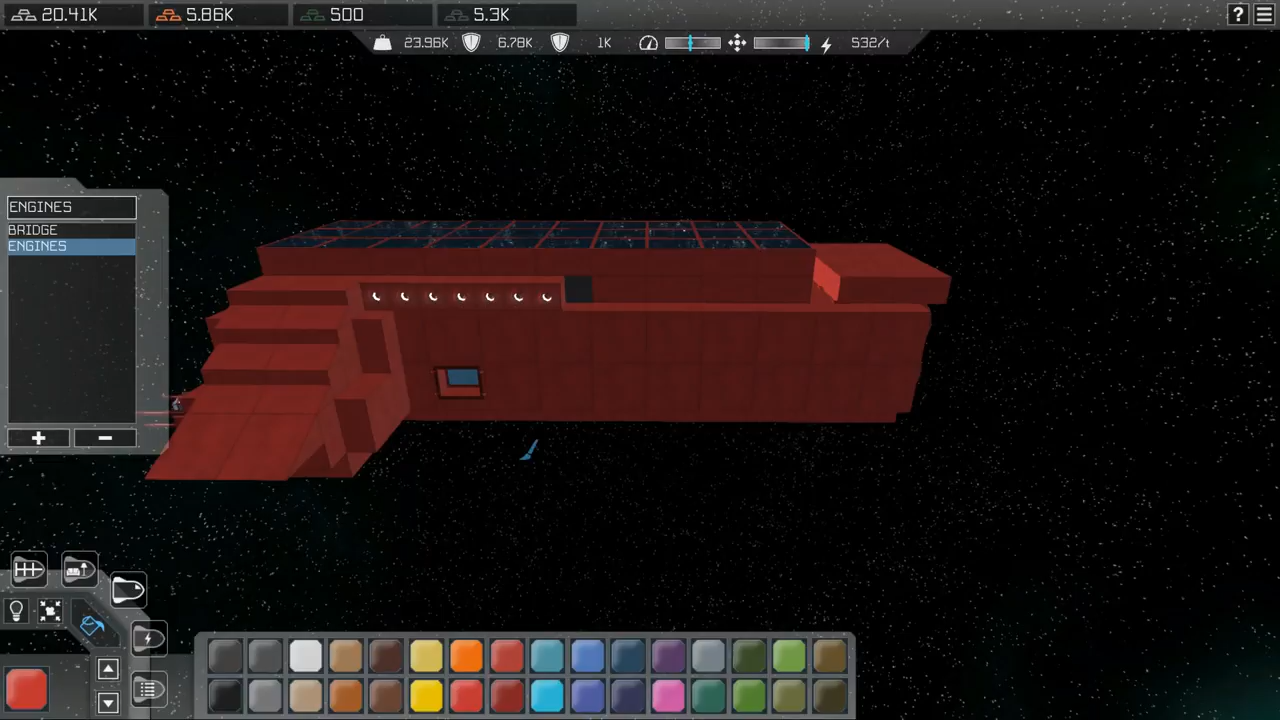 20.41K 5.86K 500 5.3K ?
23.96K 6.78K 1K 532/t
ENGINES
BRIDGE
ENGINES
+ −